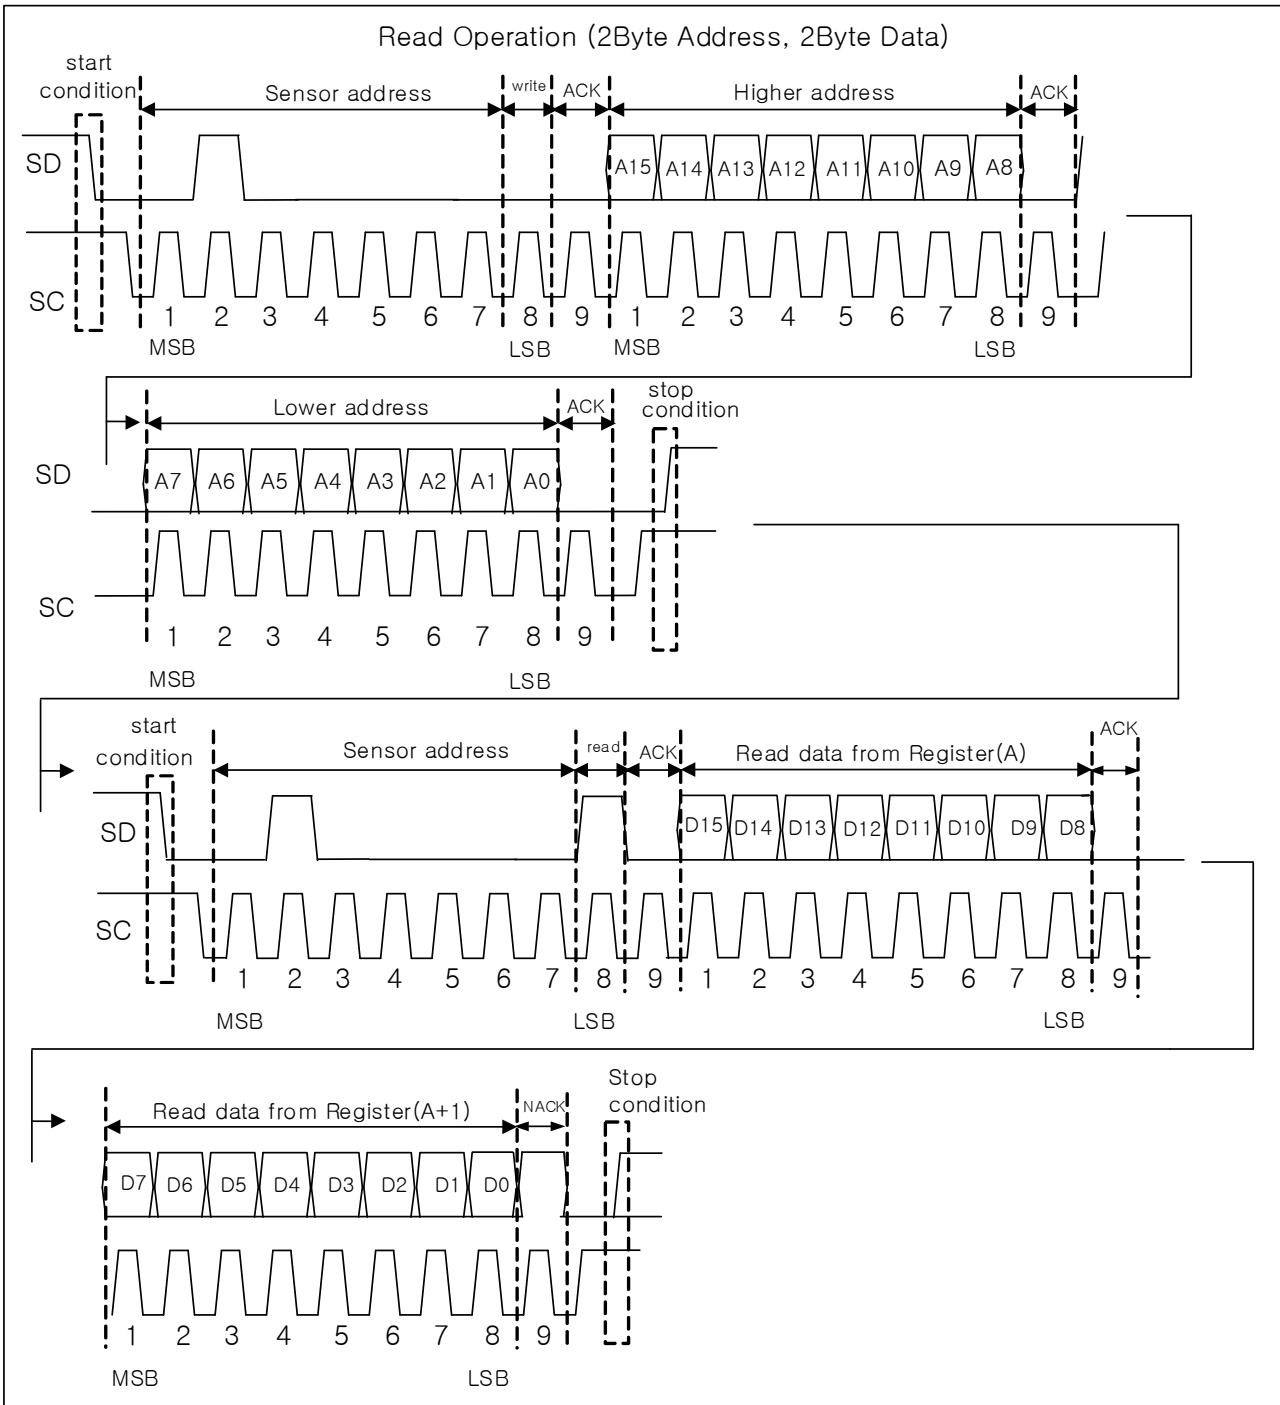 Read Operation (2Byte Address, 2Byte Data)
start condition
Sensor address write ACK Higher address ACK
SD
A15 A14 A13 A12 A11 A10 A9 A8
SC
1 2 3 4 5 6 7 8 9 1 2 3 4 5 6 7 8 9
MSB LSB MSB LSB
Lower address ACK
stop condition
SD
A7 A6 A5 A4 A3 A2 A1 A0
SC
1 2 3 4 5 6 7 8 9
MSB LSB
start condition
Sensor address read ACK Read data from Register(A) ACK
SD
D15 D14 D13 D12 D11 D10 D9 D8
SC
1 2 3 4 5 6 7 8 9 1 2 3 4 5 6 7 8 9
MSB LSB LSB
Read data from Register(A+1) NACK
Stop condition
D7 D6 D5 D4 D3 D2 D1 D0
1 2 3 4 5 6 7 8 9
MSB LSB